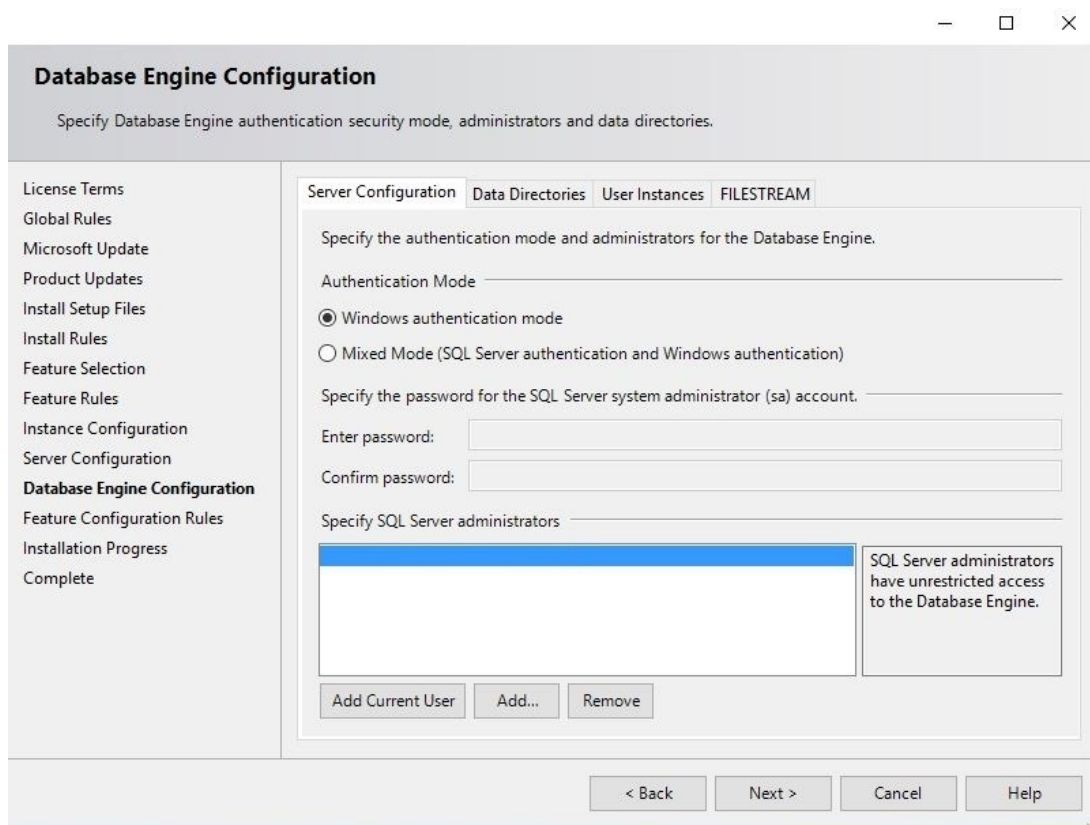 Database Engine Configuration
Specify Database Engine authentication security mode, administrators and data directories.
License Terms
Global Rules
Microsoft Update
Product Updates
Install Setup Files
Install Rules
Feature Selection
Feature Rules
Instance Configuration
Server Configuration
Database Engine Configuration
Feature Configuration Rules
Installation Progress
Complete
Server Configuration Data Directories User Instances FILESTREAM
Specify the authentication mode and administrators for the Database Engine.
Authentication Mode
Windows authentication mode
Mixed Mode (SQL Server authentication and Windows authentication)
Specify the password for the SQL Server system administrator (sa) account.
Enter password:
Confirm password:
Specify SQL Server administrators
SQL Server administrators
have unrestricted access
to the Database Engine.
Add Current User Add... Remove
< Back Next > Cancel Help